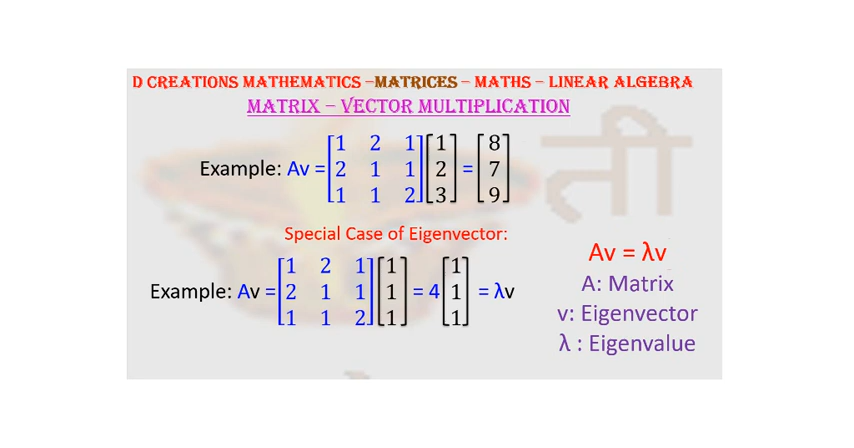 D CREATIONS MATHEMATICS –MATRICES – MATHS – LINEAR ALGEBRA
MATRIX – VECTOR MULTIPLICATION
Example: Av = [1 2 1; 2 1 1; 1 1 2] [1; 2; 3] = [8; 7; 9]
Special Case of Eigenvector:
Example: Av = [1 2 1; 2 1 1; 1 1 2] [1; 1; 1] = 4 [1; 1; 1] = λv
Av = λv
A: Matrix
v: Eigenvector
λ : Eigenvalue
ती